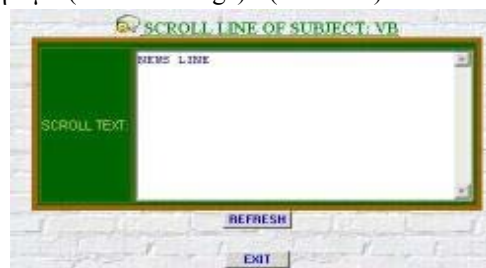 SCROLL LINE OF SUBJECT: VB
NEWS LINE
SCROLL TEXT:
REFRESH
EXIT